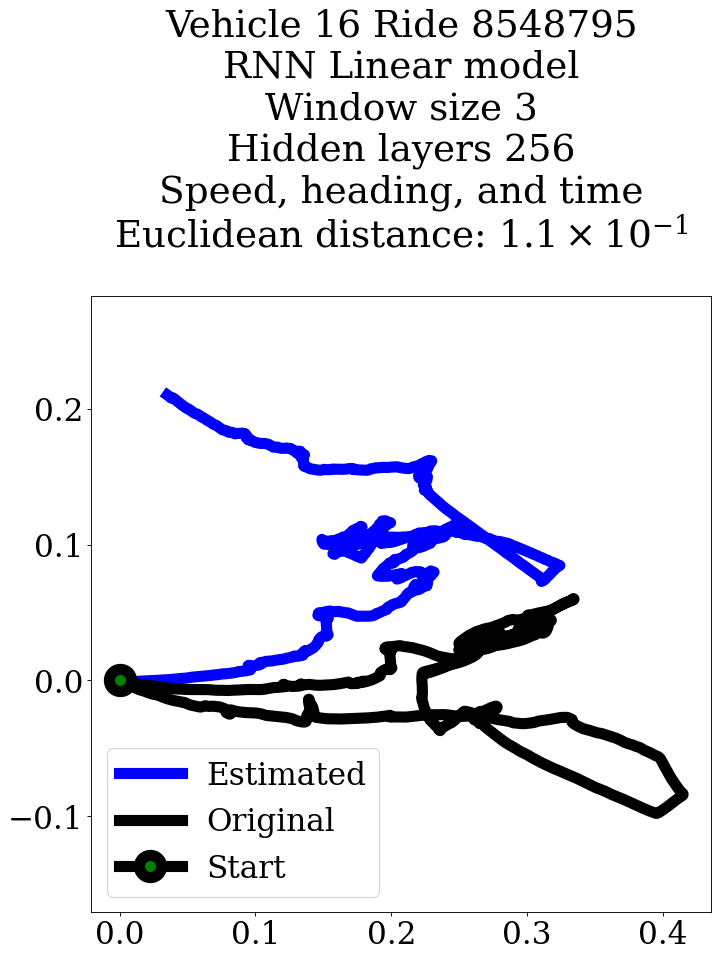 Vehicle 16 Ride 8548795
RNN Linear model
Window size 3
Hidden layers 256
Speed, heading, and time
Euclidean distance: 1.1 × 10⁻¹
0.2
0.1
0.0
−0.1
Estimated
Original
Start
0.0 0.1 0.2 0.3 0.4